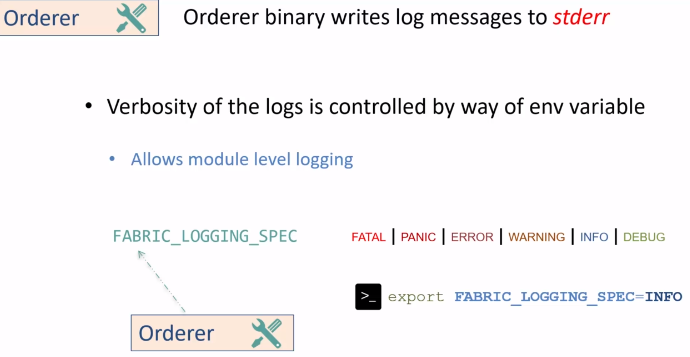 Orderer
Orderer binary writes log messages to stderr
• Verbosity of the logs is controlled by way of env variable
• Allows module level logging
FABRIC_LOGGING_SPEC
FATAL | PANIC | ERROR | WARNING | INFO | DEBUG
>_ export FABRIC_LOGGING_SPEC=INFO
Orderer